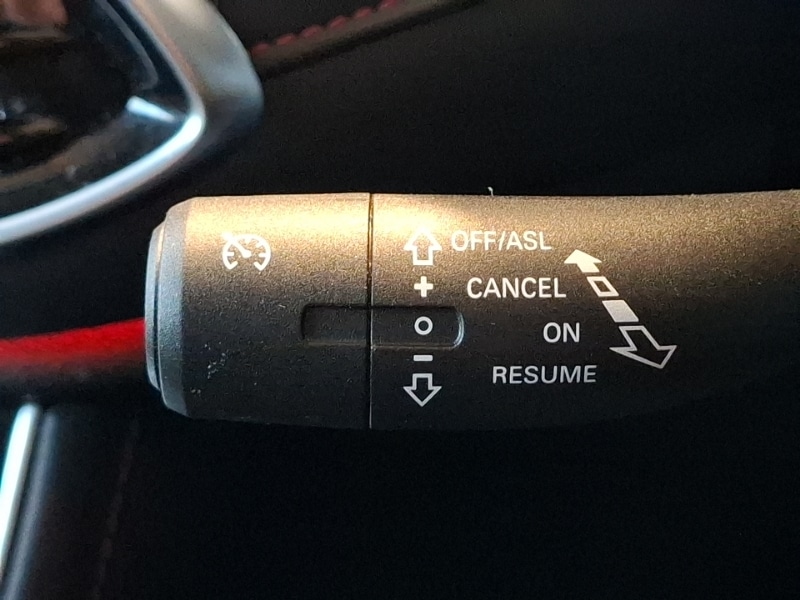 OFF/ASL
+ CANCEL
ON
-
RESUME